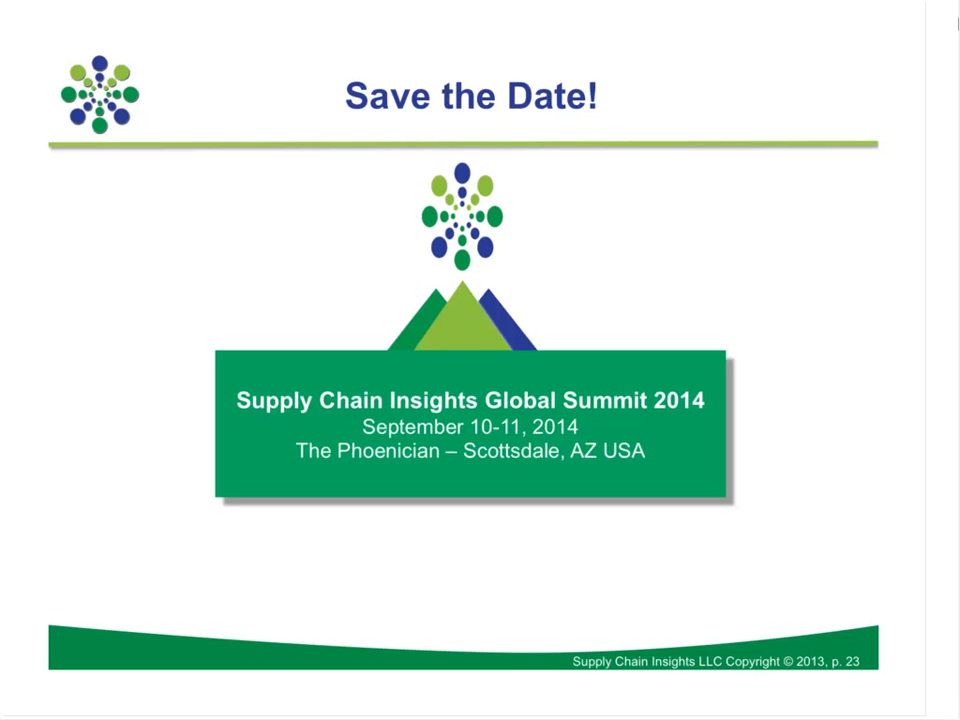 Save the Date!
Supply Chain Insights Global Summit 2014
September 10-11, 2014
The Phoenician – Scottsdale, AZ USA
Supply Chain Insights LLC Copyright © 2013, p. 23